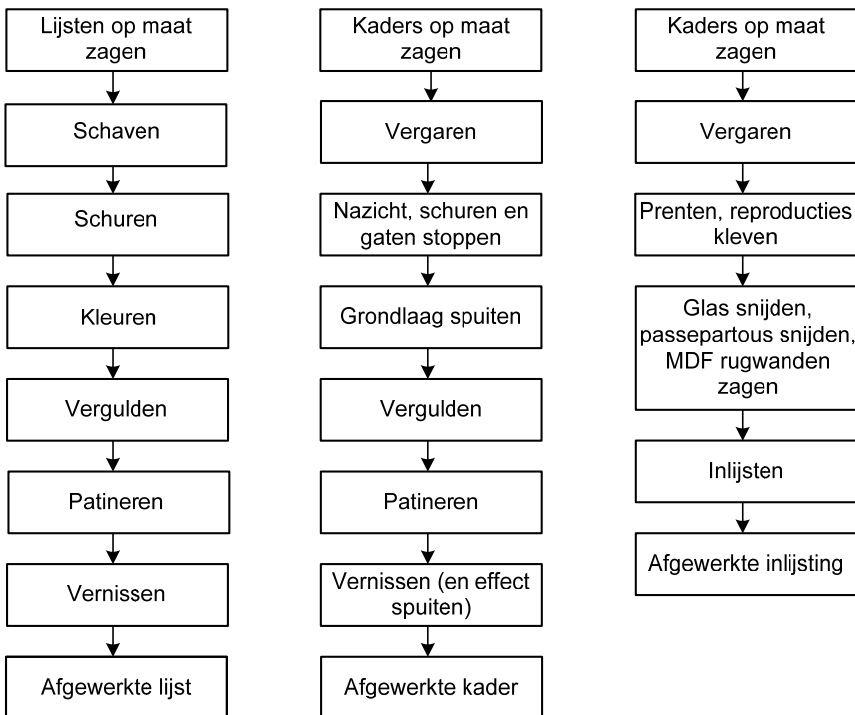 Lijsten op maat
zagen
Schaven
Schuren
Kleuren
Vergulden
Patineren
Vernissen
Afgewerkte lijst
Kaders op maat
zagen
Vergaren
Nazicht, schuren en
gaten stoppen
Grondlaag spuiten
Vergulden
Patineren
Vernissen (en effect
spuiten)
Afgewerkte kader
Kaders op maat
zagen
Vergaren
Prenten, reproducties
kleven
Glas snijden,
passepartous snijden,
MDF rugwanden
zagen
Inlijsten
Afgewerkte inlijsting